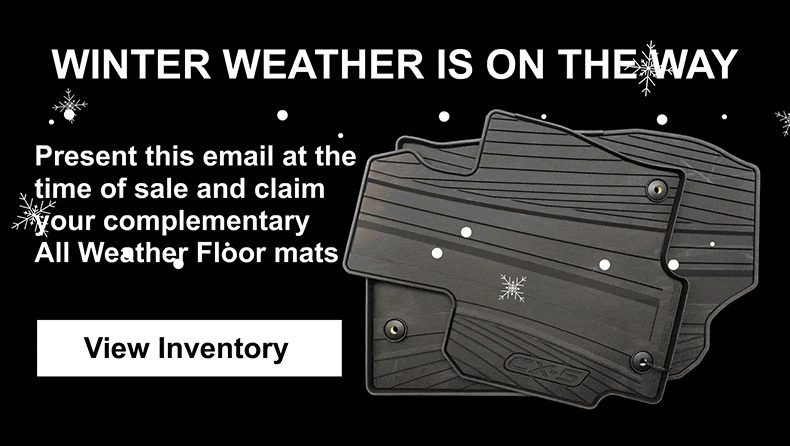 WINTER WEATHER IS ON THE WAY
Present this email at the
time of sale and claim
your complementary
All Weather Floor mats
View Inventory
CX-5